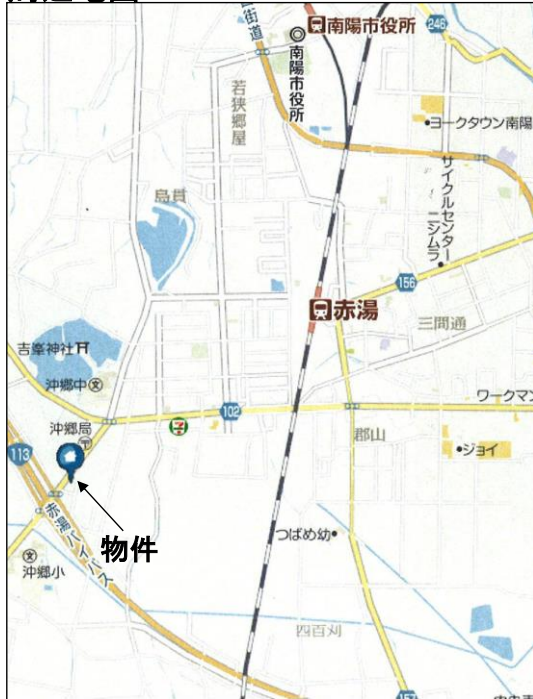 南陽市役所
246
南陽市役所
若狭郷屋
ヨークタウン南陽
サイクルセンター
ニシムラ
島貫
156
赤湯
三間通
吉峯神社
沖郷中
文
ワークマン
102
7
沖郷局
郡山
ジョイ
113
物件
赤湯バイパス
つばめ幼
文
沖郷小
四百刈